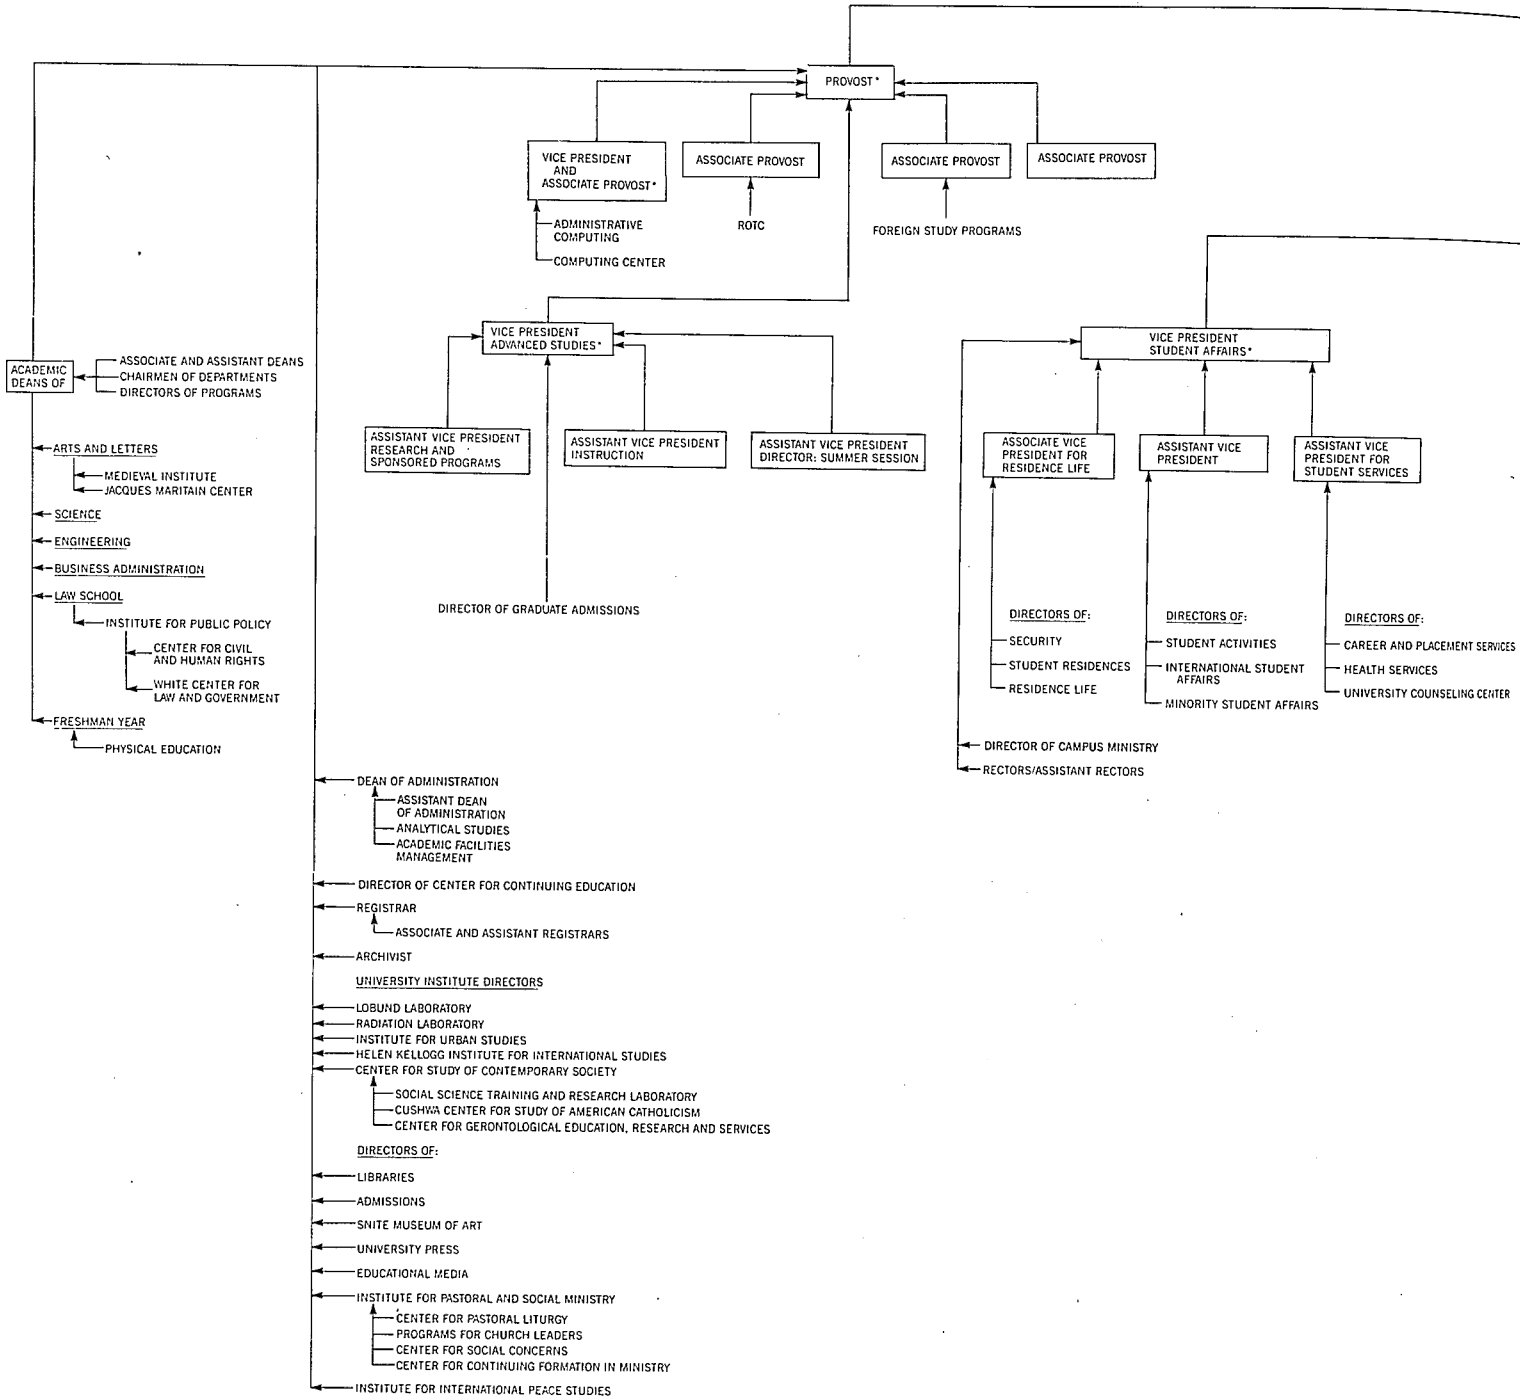 PROVOST*
VICE PRESIDENT
AND
ASSOCIATE PROVOST*
ASSOCIATE PROVOST
ASSOCIATE PROVOST
ASSOCIATE PROVOST
ADMINISTRATIVE
COMPUTING
COMPUTING CENTER
ROTC
FOREIGN STUDY PROGRAMS
VICE PRESIDENT
ADVANCED STUDIES*
VICE PRESIDENT
STUDENT AFFAIRS*
ACADEMIC
DEANS OF
ASSOCIATE AND ASSISTANT DEANS
CHAIRMEN OF DEPARTMENTS
DIRECTORS OF PROGRAMS
ARTS AND LETTERS
MEDIEVAL INSTITUTE
JACQUES MARITAIN CENTER
SCIENCE
ENGINEERING
BUSINESS ADMINISTRATION
LAW SCHOOL
INSTITUTE FOR PUBLIC POLICY
CENTER FOR CIVIL
AND HUMAN RIGHTS
WHITE CENTER FOR
LAW AND GOVERNMENT
FRESHMAN YEAR
PHYSICAL EDUCATION
ASSISTANT VICE PRESIDENT
RESEARCH AND
SPONSORED PROGRAMS
ASSISTANT VICE PRESIDENT
INSTRUCTION
ASSISTANT VICE PRESIDENT
DIRECTOR: SUMMER SESSION
DIRECTOR OF GRADUATE ADMISSIONS
ASSOCIATE VICE
PRESIDENT FOR
RESIDENCE LIFE
ASSISTANT VICE
PRESIDENT
ASSISTANT VICE
PRESIDENT FOR
STUDENT SERVICES
DIRECTORS OF:
SECURITY
STUDENT RESIDENCES
RESIDENCE LIFE
DIRECTORS OF:
STUDENT ACTIVITIES
INTERNATIONAL STUDENT
AFFAIRS
MINORITY STUDENT AFFAIRS
DIRECTORS OF:
CAREER AND PLACEMENT SERVICES
HEALTH SERVICES
UNIVERSITY COUNSELING CENTER
DIRECTOR OF CAMPUS MINISTRY
RECTORS/ASSISTANT RECTORS
DEAN OF ADMINISTRATION
ASSISTANT DEAN
OF ADMINISTRATION
ANALYTICAL STUDIES
ACADEMIC FACILITIES
MANAGEMENT
DIRECTOR OF CENTER FOR CONTINUING EDUCATION
REGISTRAR
ASSOCIATE AND ASSISTANT REGISTRARS
ARCHIVIST
UNIVERSITY INSTITUTE DIRECTORS
LOBUND LABORATORY
RADIATION LABORATORY
INSTITUTE FOR URBAN STUDIES
HELEN KELLOGG INSTITUTE FOR INTERNATIONAL STUDIES
CENTER FOR STUDY OF CONTEMPORARY SOCIETY
SOCIAL SCIENCE TRAINING AND RESEARCH LABORATORY
CUSHWA CENTER FOR STUDY OF AMERICAN CATHOLICISM
CENTER FOR GERONTOLOGICAL EDUCATION, RESEARCH AND SERVICES
DIRECTORS OF:
LIBRARIES
ADMISSIONS
SNITE MUSEUM OF ART
UNIVERSITY PRESS
EDUCATIONAL MEDIA
INSTITUTE FOR PASTORAL AND SOCIAL MINISTRY
CENTER FOR PASTORAL LITURGY
PROGRAMS FOR CHURCH LEADERS
CENTER FOR SOCIAL CONCERNS
CENTER FOR CONTINUING FORMATION IN MINISTRY
INSTITUTE FOR INTERNATIONAL PEACE STUDIES